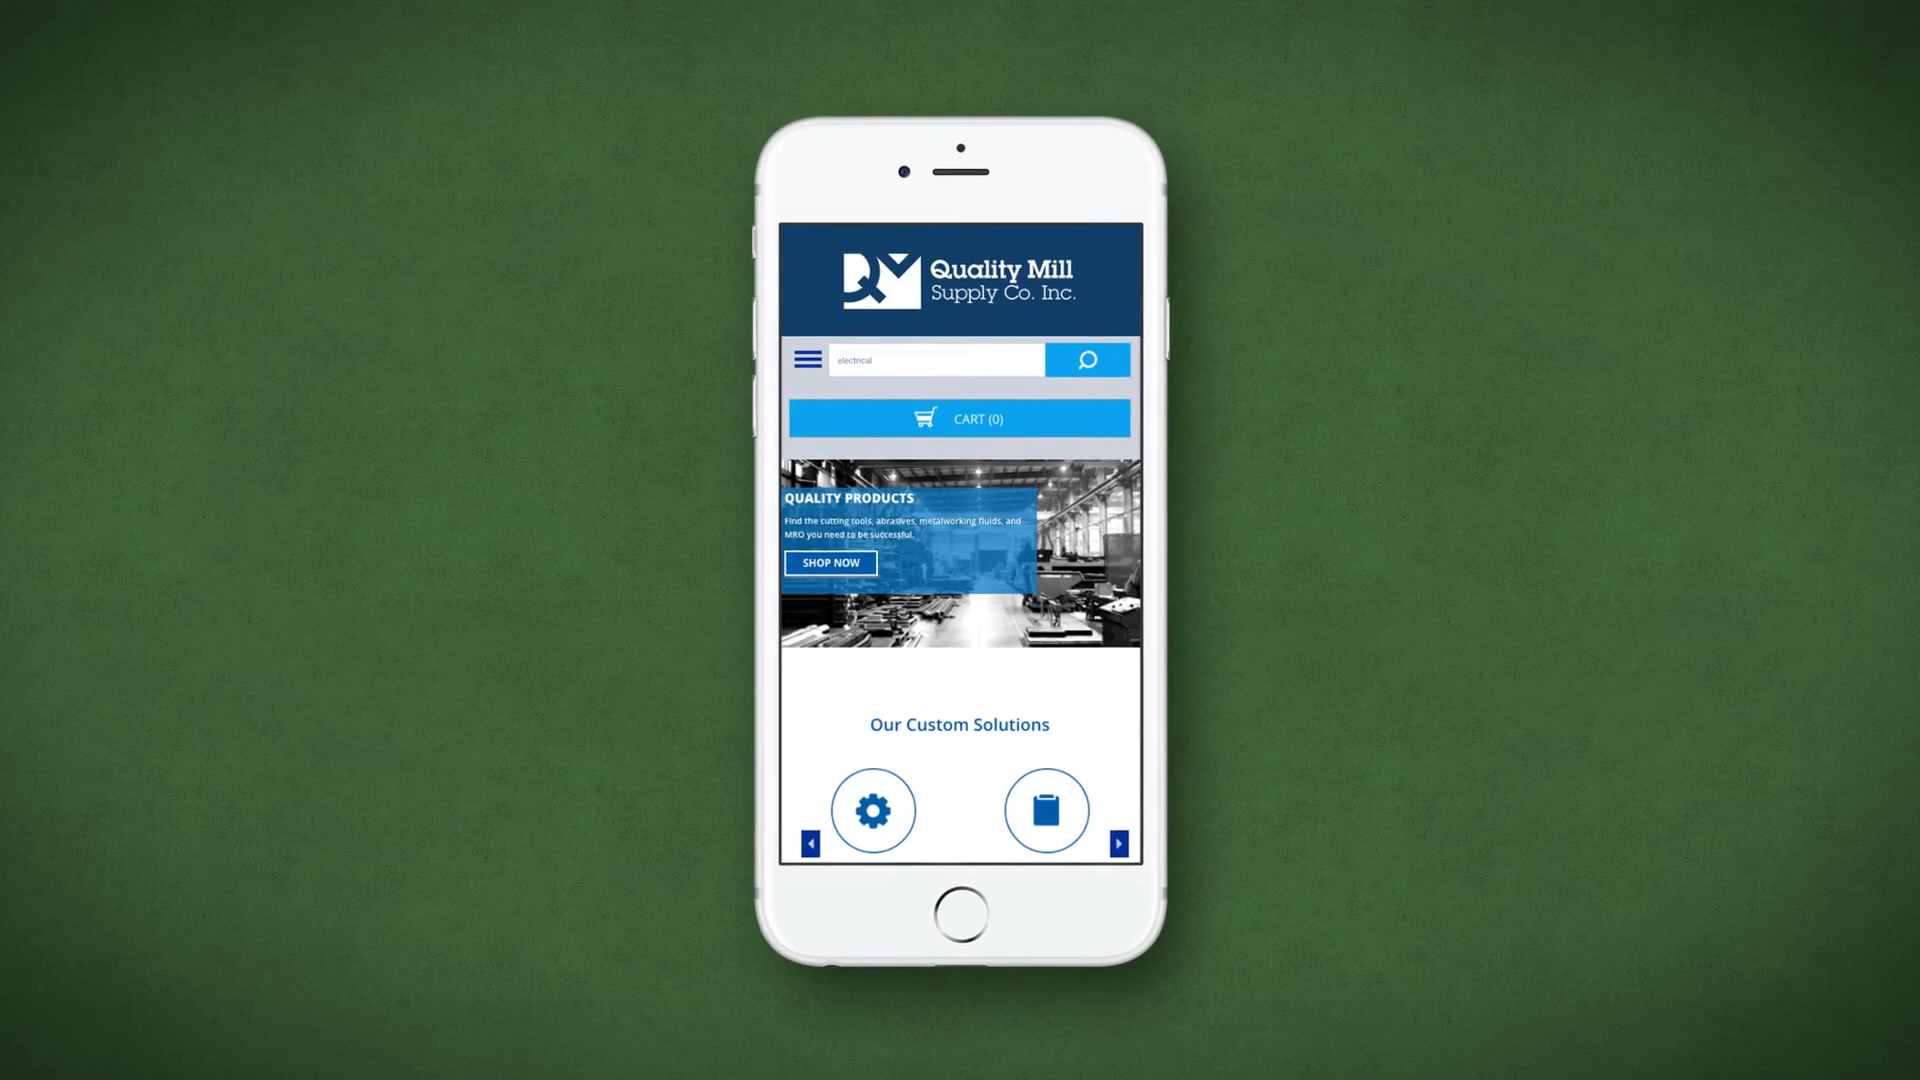 QM
Quality Mill
Supply Co. Inc.
electrical
CART (0)
QUALITY PRODUCTS
Find the cutting tools, abrasives, metalworking fluids, and
MRO you need to be successful.
SHOP NOW
Our Custom Solutions